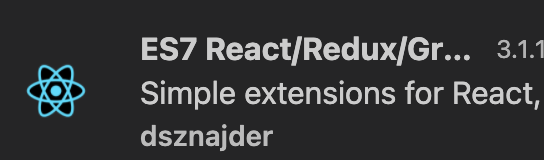 ES7 React/Redux/Gr... 3.1.1
Simple extensions for React,
dsznajder